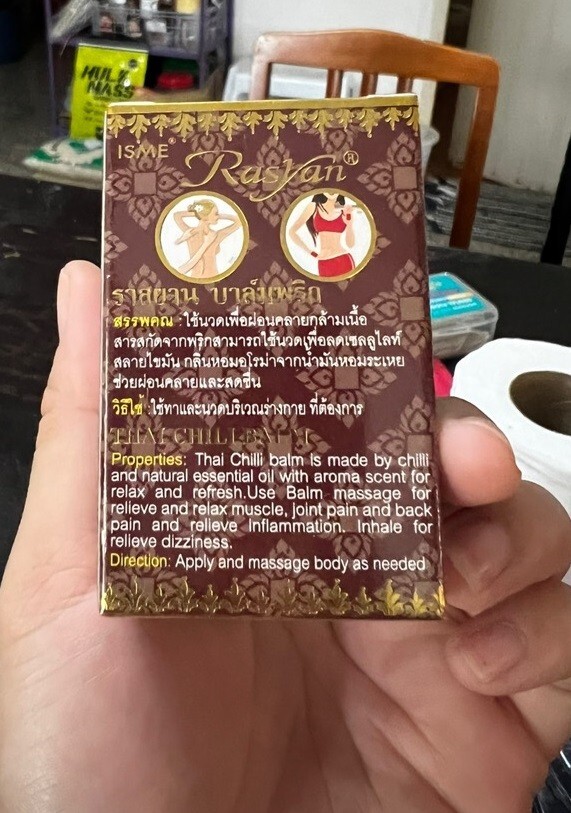 HULK
MASS
ISME®
Rasyan®
ราสยาน บาล์มพริก
สรรพคุณ :ใช้นวดเพื่อผ่อนคลายกล้ามเนื้อ
สารสกัดจากพริกสามารถใช้นวดเพื่อลดเซลลูไลท์
สลายไขมัน กลิ่นหอมอโรม่าจากน้ำมันหอมระเหย
ช่วยผ่อนคลายและสดชื่น
วิธีใช้ :ใช้ทาและนวดบริเวณร่างกาย ที่ต้องการ
THAI CHILLI BALM
Properties: Thai Chilli balm is made by chilli
and natural essential oil with aroma scent for
relax and refresh.Use Balm massage for
relieve and relax muscle, joint pain and back
pain and relieve Inflammation. Inhale for
relieve dizziness.
Direction: Apply and massage body as needed